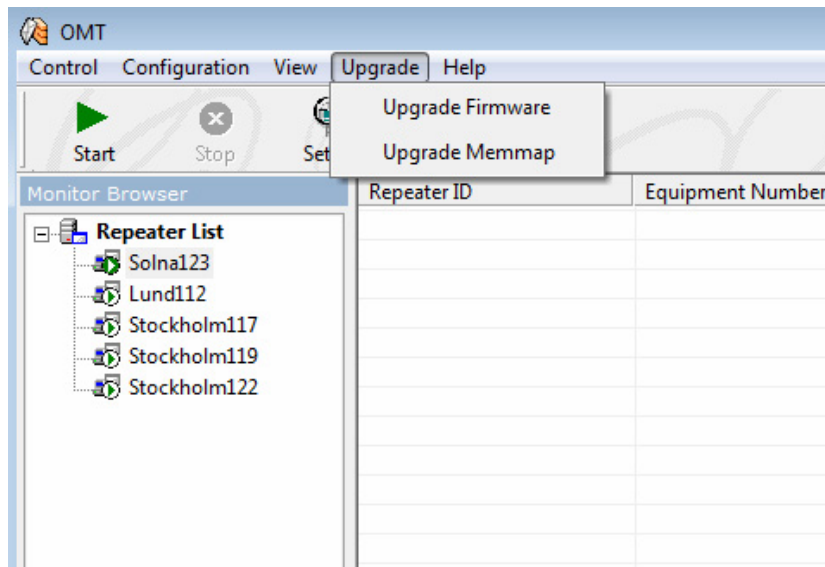 OMT
Control Configuration View Upgrade Help
Upgrade Firmware
Upgrade Memmap
Start Stop Set
Monitor Browser
Repeater ID Equipment Number
Repeater List
Solna123
Lund112
Stockholm117
Stockholm119
Stockholm122